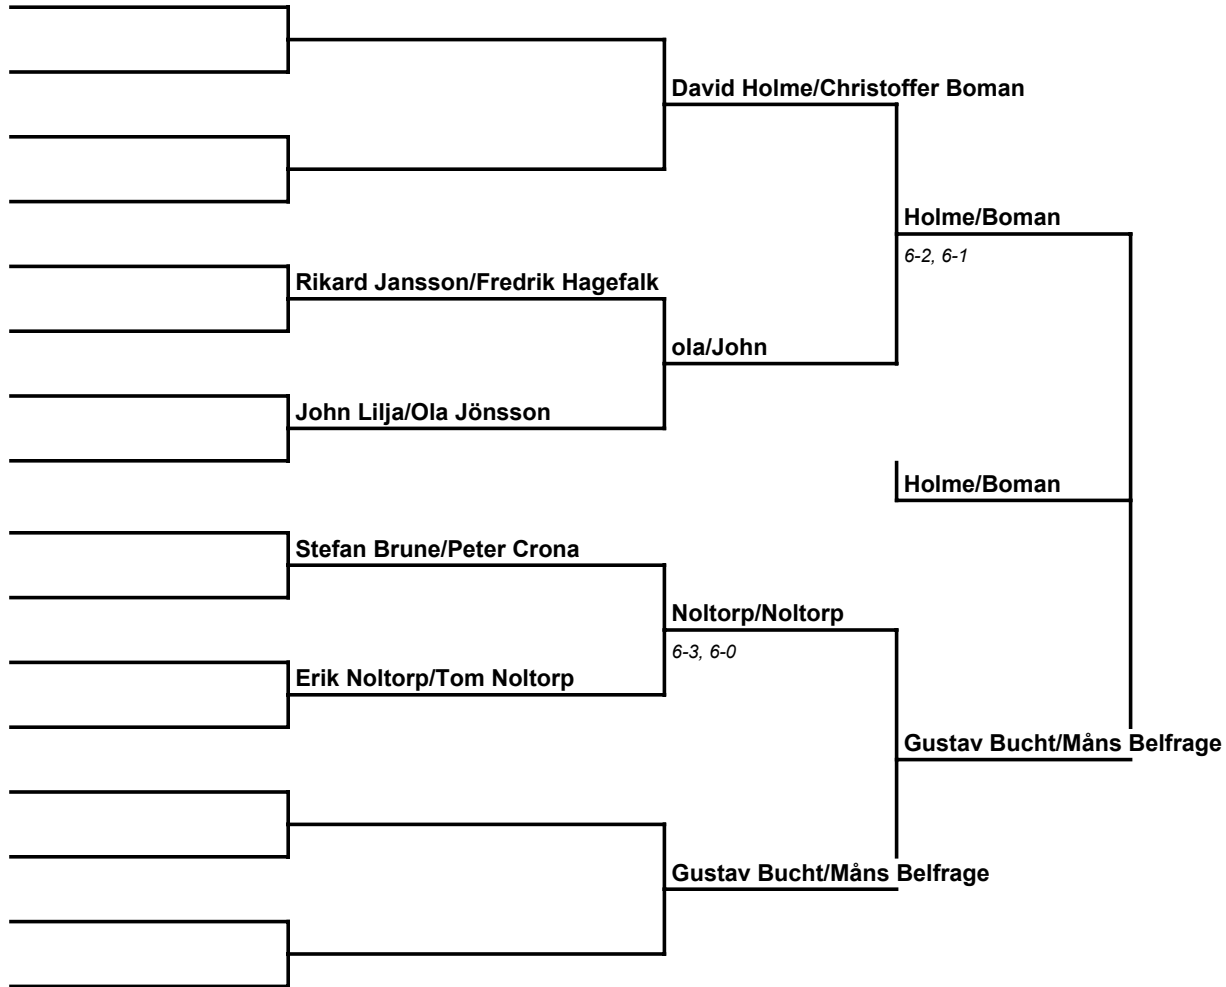 David Holme/Christoffer Boman
Holme/Boman
6-2, 6-1
Rikard Jansson/Fredrik Hagefalk
ola/John
John Lilja/Ola Jönsson
Holme/Boman
Stefan Brune/Peter Crona
Noltorp/Noltorp
6-3, 6-0
Erik Noltorp/Tom Noltorp
Gustav Bucht/Måns Belfrage
Gustav Bucht/Måns Belfrage